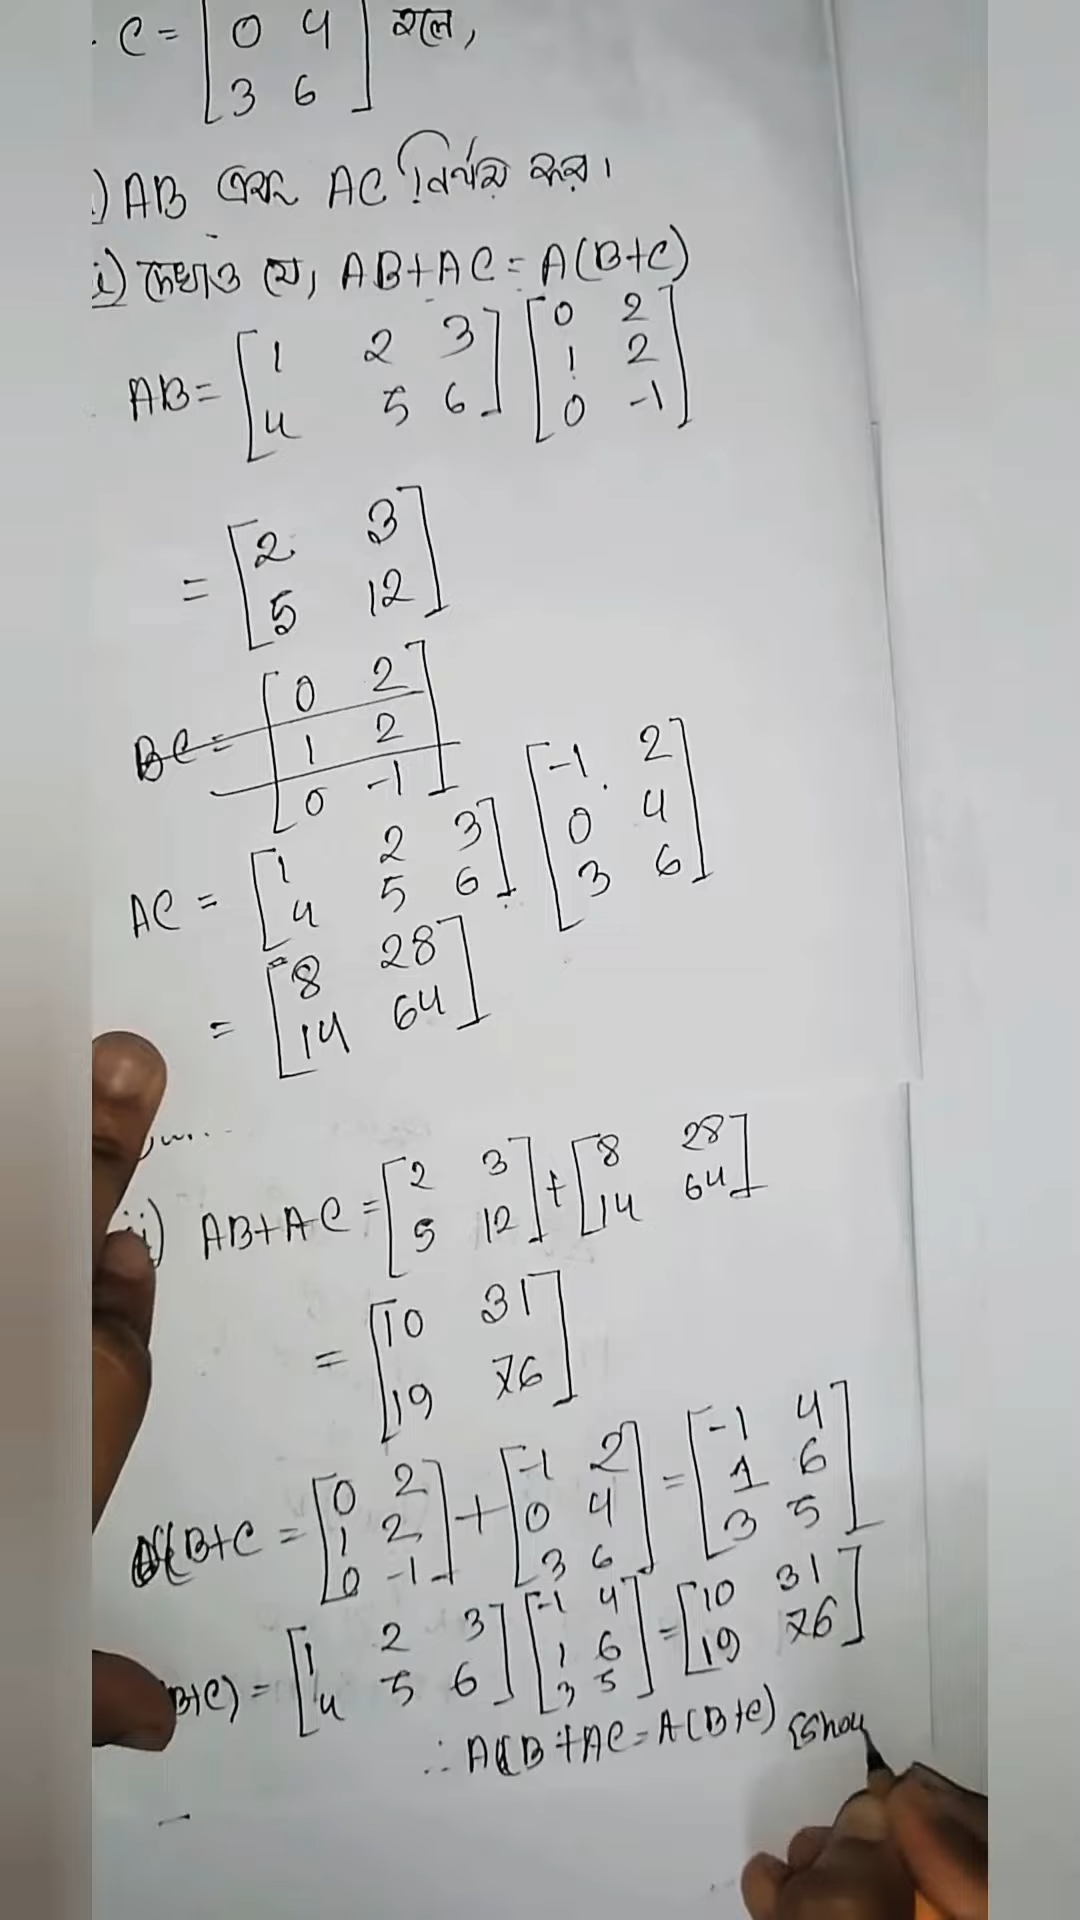 C = [0 4
3 6] হলে,
) AB এবং AC নির্ণয় কর।
i) দেখাও যে, AB+AC = A(B+C)
AB = [1 2 3
4 5 6] [0 2
1 2
0 -1]
= [2 3
5 12]
BC = [0 2
1 2
0 -1]
AC = [1 2 3
4 5 6] [-1 2
0 4
3 6]
= [8 28
14 64]
i) AB+AC = [2 3
5 12] + [8 28
14 64]
= [10 31
19 76]
B+C = [0 2
1 2
0 -1] + [-1 2
0 4
3 6] = [-1 4
1 6
3 5]
B+C) = [1 2 3
4 5 6] [-1 4
1 6
3 5] = [10 31
19 76]
∴ AB+AC = A(B+C) [Show